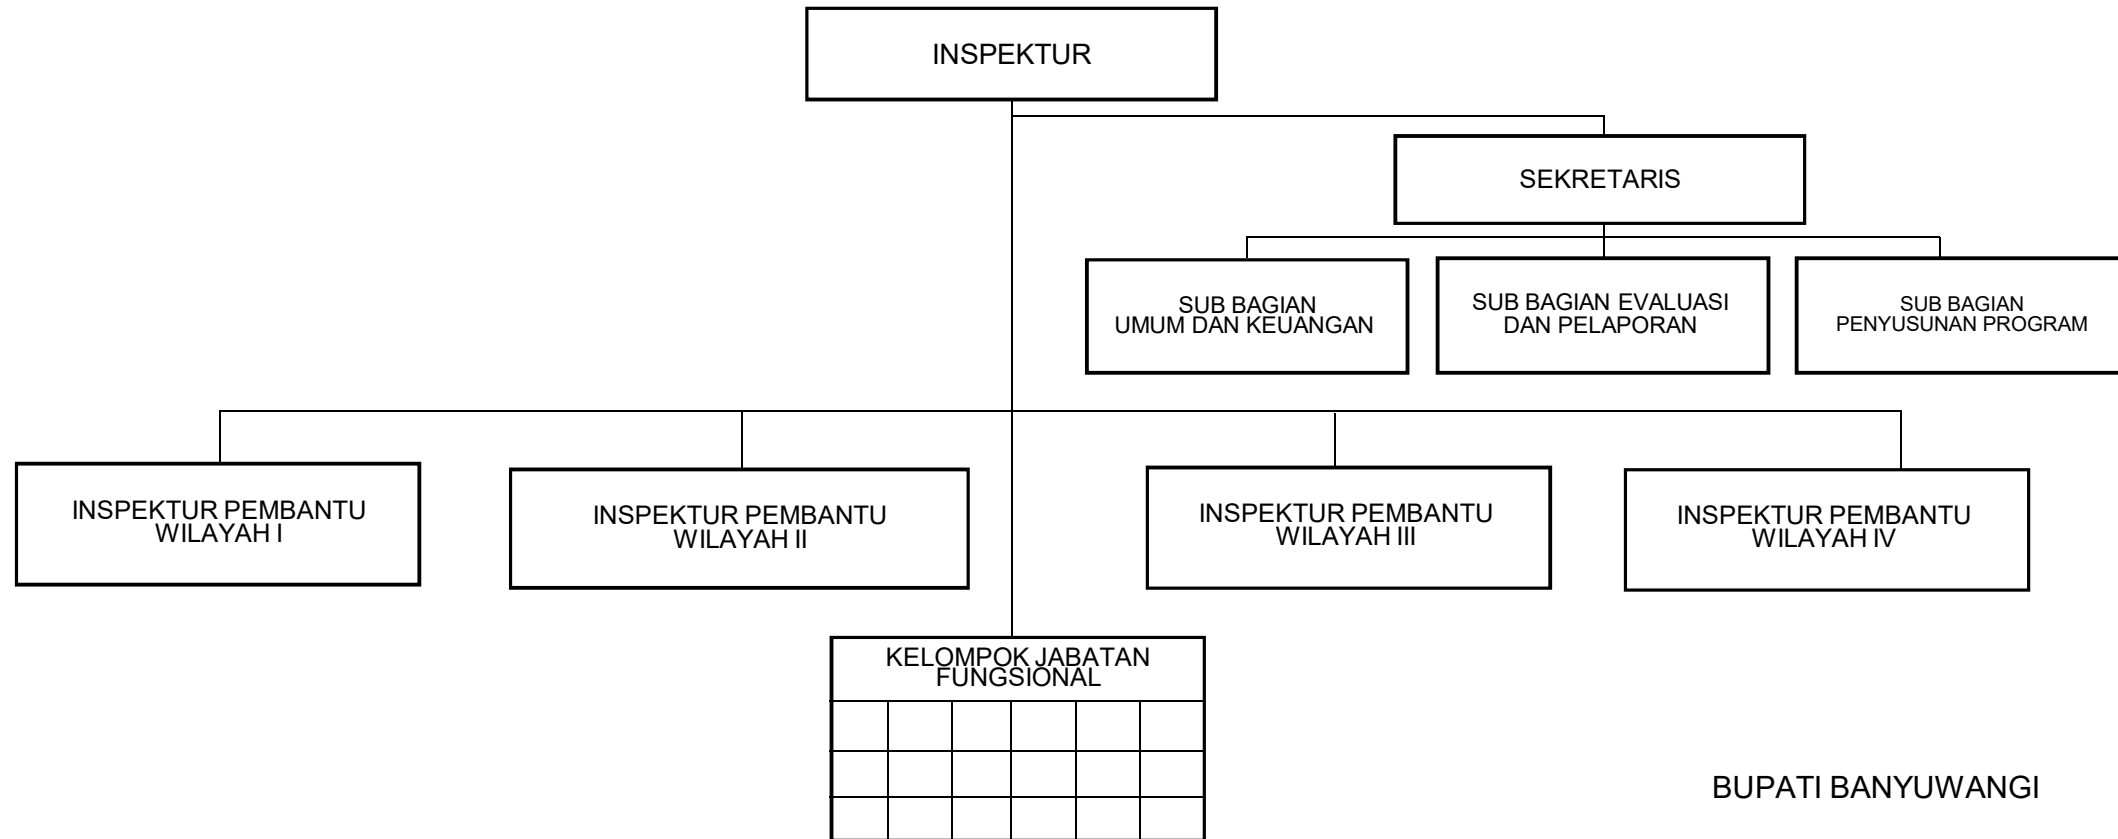 INSPEKTUR
SEKRETARIS
SUB BAGIAN
UMUM DAN KEUANGAN
SUB BAGIAN EVALUASI
DAN PELAPORAN
SUB BAGIAN
PENYUSUNAN PROGRAM
INSPEKTUR PEMBANTU
WILAYAH I
INSPEKTUR PEMBANTU
WILAYAH II
INSPEKTUR PEMBANTU
WILAYAH III
INSPEKTUR PEMBANTU
WILAYAH IV
KELOMPOK JABATAN
FUNGSIONAL
BUPATI BANYUWANGI